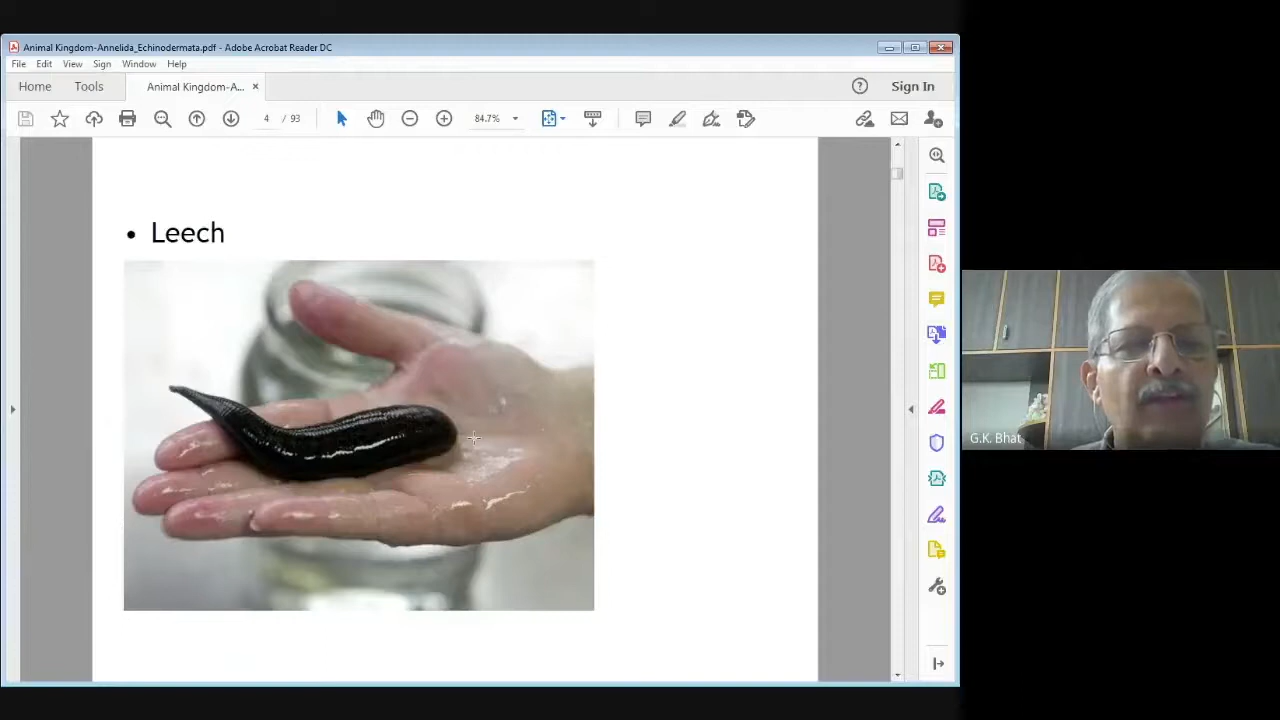 Animal Kingdom-Annelida_Echinodermata.pdf - Adobe Acrobat Reader DC
File Edit View Sign Window Help
Home Tools Animal Kingdom-A... Sign In
4 / 93 84.7%
• Leech
G.K. Bhat